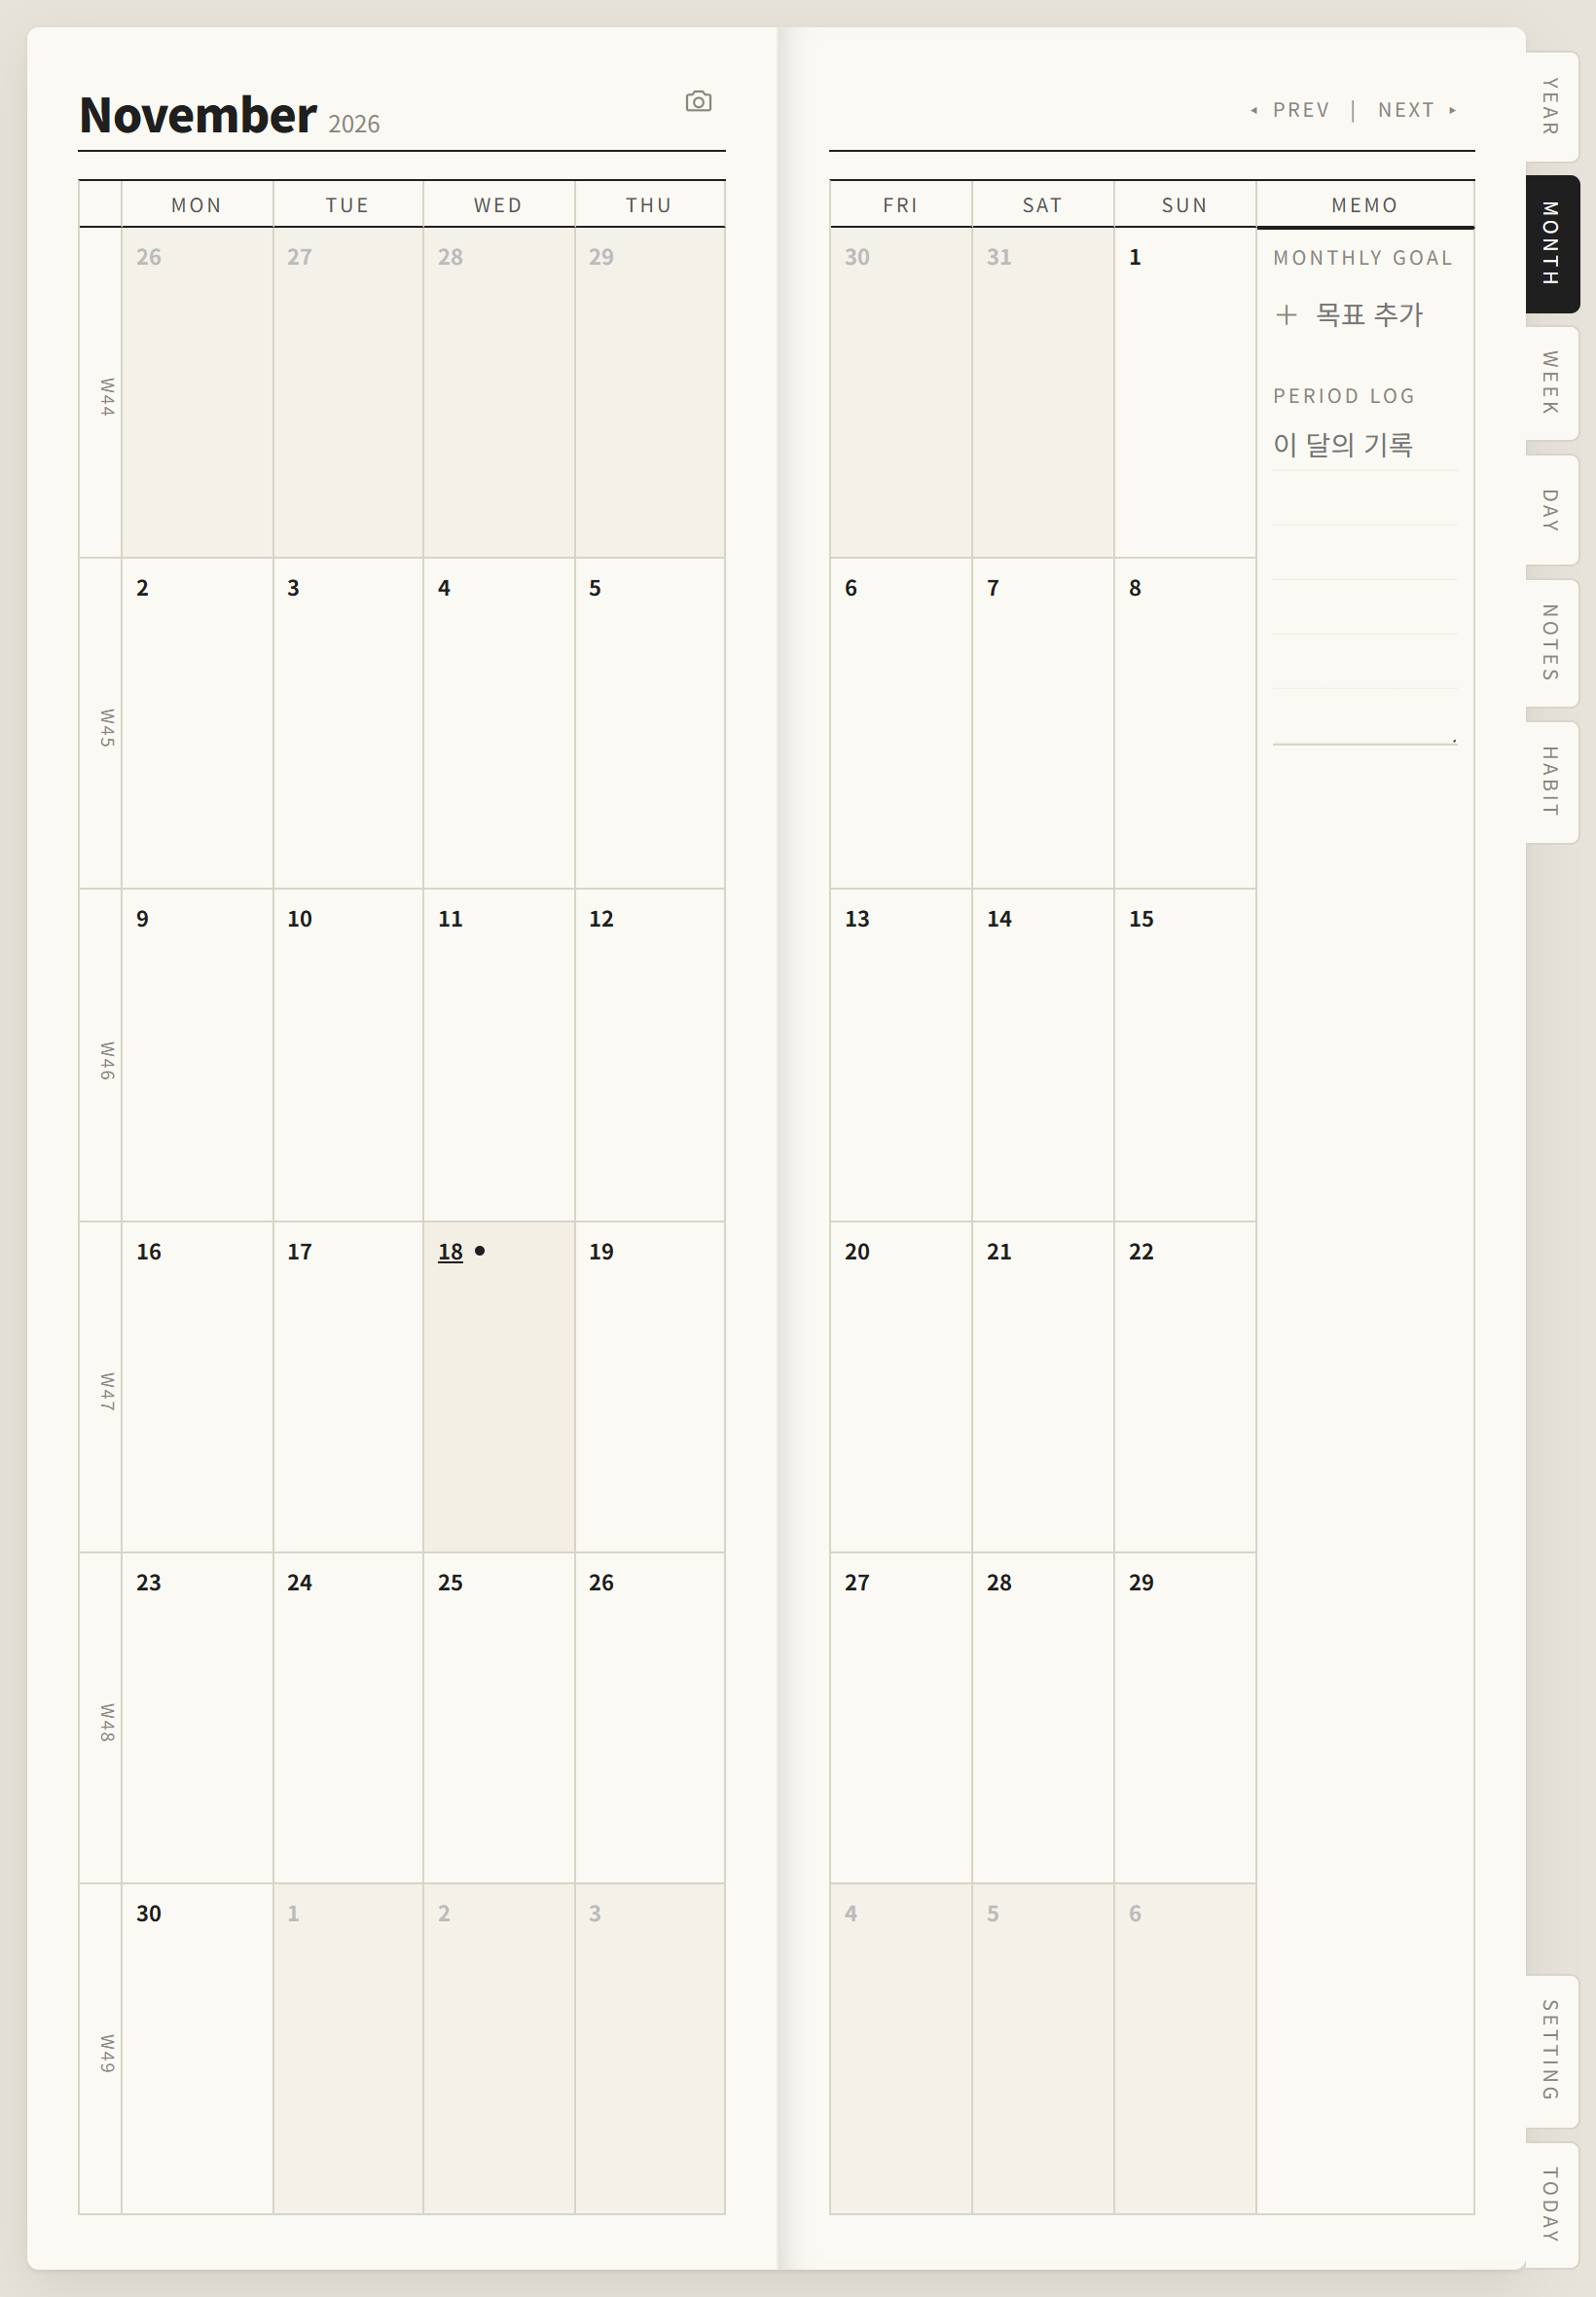 November 2026
PREV | NEXT
MON TUE WED THU FRI SAT SUN MEMO
W44 26 27 28 29 30 31 1
MONTHLY GOAL
+ 목표 추가
PERIOD LOG
이 달의 기록
W45 2 3 4 5 6 7 8
W46 9 10 11 12 13 14 15
W47 16 17 18 19 20 21 22
W48 23 24 25 26 27 28 29
W49 30 1 2 3 4 5 6
YEAR
MONTH
WEEK
DAY
NOTES
HABIT
SETTING
TODAY